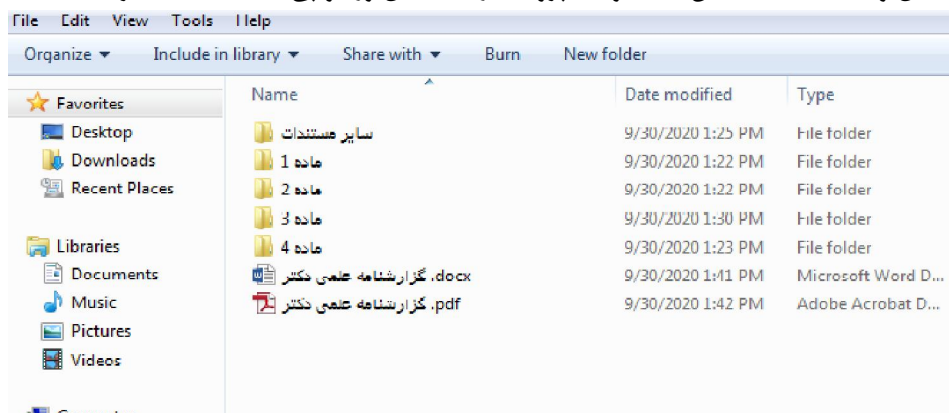 File Edit View Tools Help
Organize Include in library Share with Burn New folder
Favorites
Desktop
Downloads
Recent Places
Libraries
Documents
Music
Pictures
Videos
Name Date modified Type
سایر مستندات 9/30/2020 1:25 PM File folder
ماده 1 9/30/2020 1:22 PM File folder
ماده 2 9/30/2020 1:22 PM File folder
ماده 3 9/30/2020 1:30 PM File folder
ماده 4 9/30/2020 1:23 PM File folder
گزارشنامه علمی دکتر .docx 9/30/2020 1:41 PM Microsoft Word D...
گزارشنامه علمی دکتر .pdf 9/30/2020 1:42 PM Adobe Acrobat D...